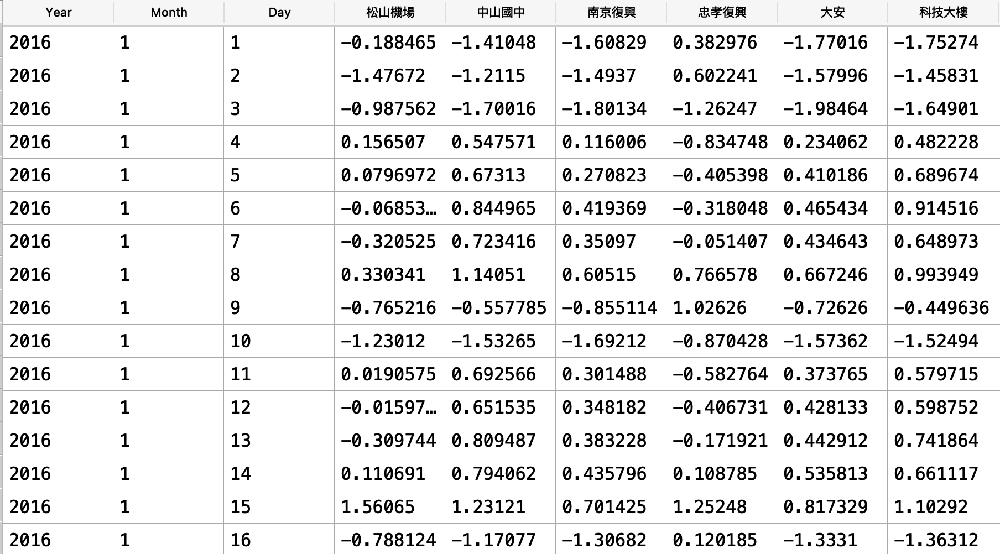 Year Month Day 松山機場 中山國中 南京復興 忠孝復興 大安 科技大樓
2016 1 1 -0.188465 -1.41048 -1.60829 0.382976 -1.77016 -1.75274
2016 1 2 -1.47672 -1.2115 -1.4937 0.602241 -1.57996 -1.45831
2016 1 3 -0.987562 -1.70016 -1.80134 -1.26247 -1.98464 -1.64901
2016 1 4 0.156507 0.547571 0.116006 -0.834748 0.234062 0.482228
2016 1 5 0.0796972 0.67313 0.270823 -0.405398 0.410186 0.689674
2016 1 6 -0.06853… 0.844965 0.419369 -0.318048 0.465434 0.914516
2016 1 7 -0.320525 0.723416 0.35097 -0.051407 0.434643 0.648973
2016 1 8 0.330341 1.14051 0.60515 0.766578 0.667246 0.993949
2016 1 9 -0.765216 -0.557785 -0.855114 1.02626 -0.72626 -0.449636
2016 1 10 -1.23012 -1.53265 -1.69212 -0.870428 -1.57362 -1.52494
2016 1 11 0.0190575 0.692566 0.301488 -0.582764 0.373765 0.579715
2016 1 12 -0.01597… 0.651535 0.348182 -0.406731 0.428133 0.598752
2016 1 13 -0.309744 0.809487 0.383228 -0.171921 0.442912 0.741864
2016 1 14 0.110691 0.794062 0.435796 0.108785 0.535813 0.661117
2016 1 15 1.56065 1.23121 0.701425 1.25248 0.817329 1.10292
2016 1 16 -0.788124 -1.17077 -1.30682 0.120185 -1.3331 -1.36312